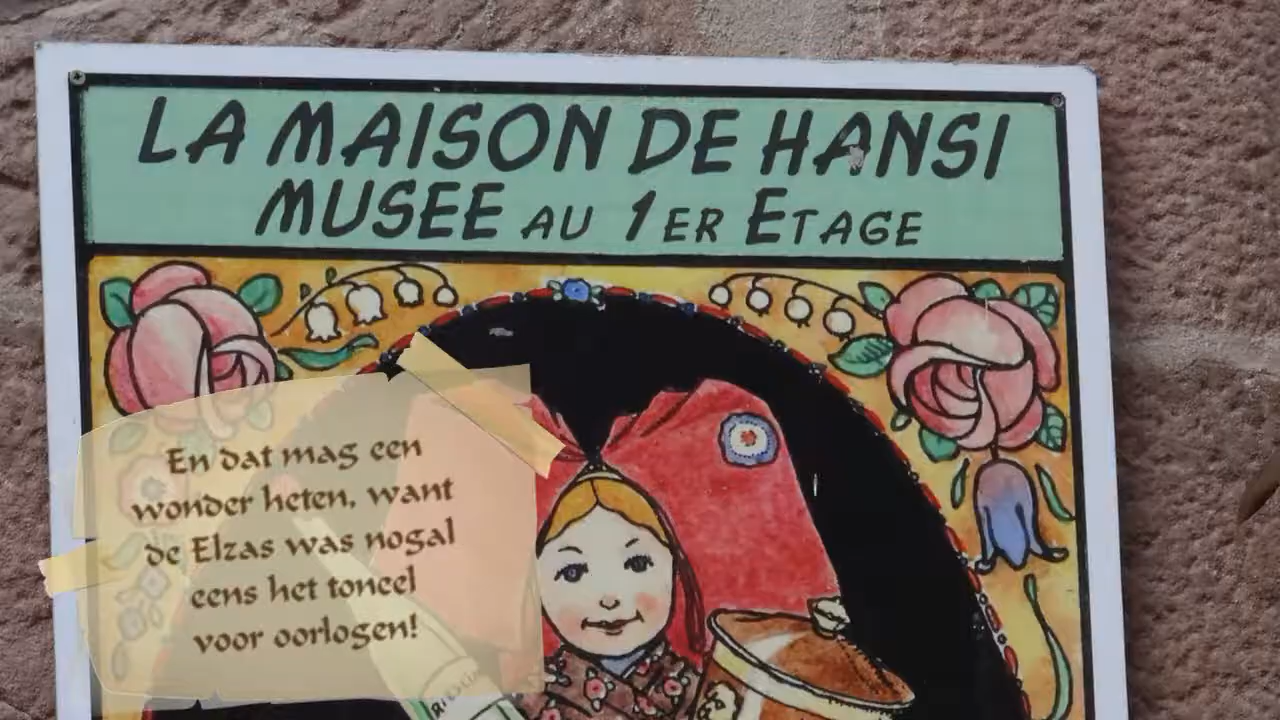 LA MAISON DE HANSI
MUSEE AU 1ER ETAGE
En dat mag een
wonder heten, want
de Elzas was nogal
eens het toneel
voor oorlogen!